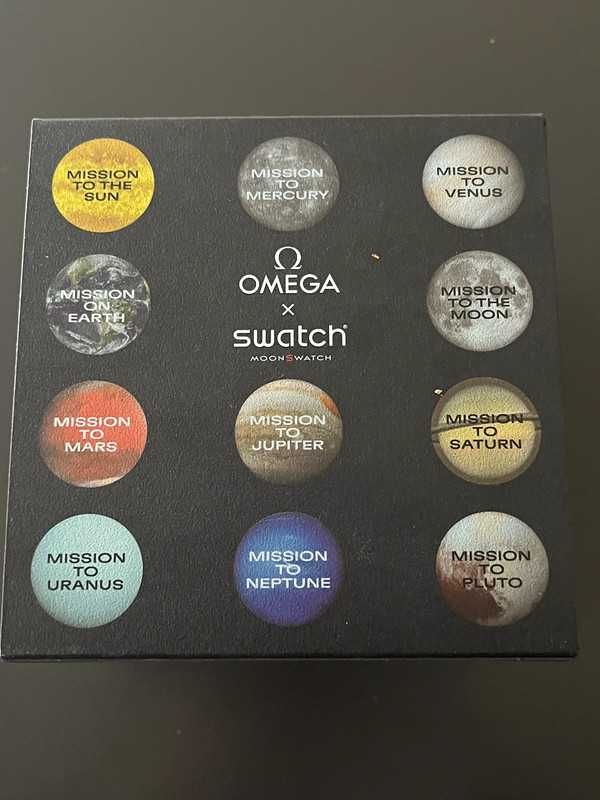 MISSION
TO THE
SUN
MISSION
TO
MERCURY
MISSION
TO
VENUS
MISSION
ON
EARTH
Ω
OMEGA
×
swatch®
MOONSWATCH
MISSION
TO THE
MOON
MISSION
TO
MARS
MISSION
TO
JUPITER
MISSION
TO
SATURN
MISSION
TO
URANUS
MISSION
TO
NEPTUNE
MISSION
TO
PLUTO